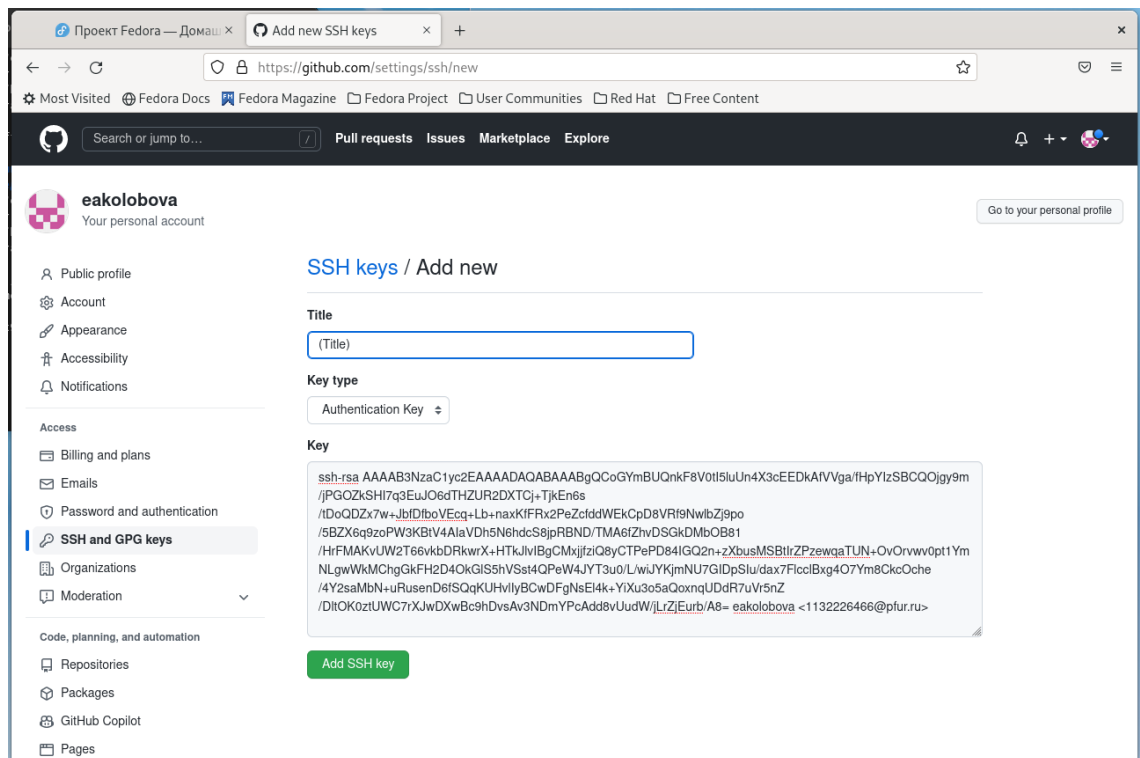 Проект Fedora — Домаш
Add new SSH keys
https://github.com/settings/ssh/new
Most Visited Fedora Docs Fedora Magazine Fedora Project User Communities Red Hat Free Content
Search or jump to… / Pull requests Issues Marketplace Explore
eakolobova
Your personal account
Go to your personal profile
Public profile
Account
Appearance
Accessibility
Notifications
Access
Billing and plans
Emails
Password and authentication
SSH and GPG keys
Organizations
Moderation
Code, planning, and automation
Repositories
Packages
GitHub Copilot
Pages
SSH keys / Add new
Title
(Title)
Key type
Authentication Key
Key
ssh-rsa AAAAB3NzaC1yc2EAAAADAQABAAABgQCoGYmBUQnkF8V0tI5luUn4X3cEEDkAfVVga/fHpYIzSBCQOjgy9m
/jPGOZkSHI7q3EuJO6dTHZUR2DXTCj+TjkEn6s
/tDoQDZx7w+JbfDfboVEcq+Lb+naxKfFRx2PeZcfddWEkCpD8VRf9NwlbZj9po
/5BZX6q9zoPW3KBtV4AlaVDh5N6hdcS8jpRBND/TMA6fZhvDSGkDMbOB81
/HrFMAKvUW2T66vkbDRkwrX+HTkJlvIBgCMxjjfziQ8yCTPePD84IGQ2n+zXbusMSBtIrZPzewqaTUN+OvOrvwv0pt1Ym
NLgwWkMChgGkFH2D4OkGlS5hVSst4QPeW4JYT3u0/L/wiJYKjmNU7GIDpSlu/dax7FlcclBxg4O7Ym8CkcOche
/4Y2saMbN+uRusenD6fSQqKUHvlIyBCwDFgNsEl4k+YiXu3o5aQoxnqUDdR7uVr5nZ
/DltOK0ztUWC7rXJwDXwBc9hDvsAv3NDmYPcAdd8vUudW/jLrZjEurb/A8= eakolobova <1132226466@pfur.ru>
Add SSH key